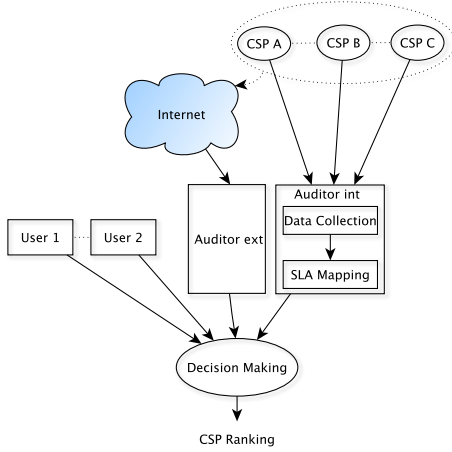 CSP A
CSP B
CSP C
Internet
Auditor int
Data Collection
SLA Mapping
Auditor ext
User 1
User 2
Decision Making
CSP Ranking